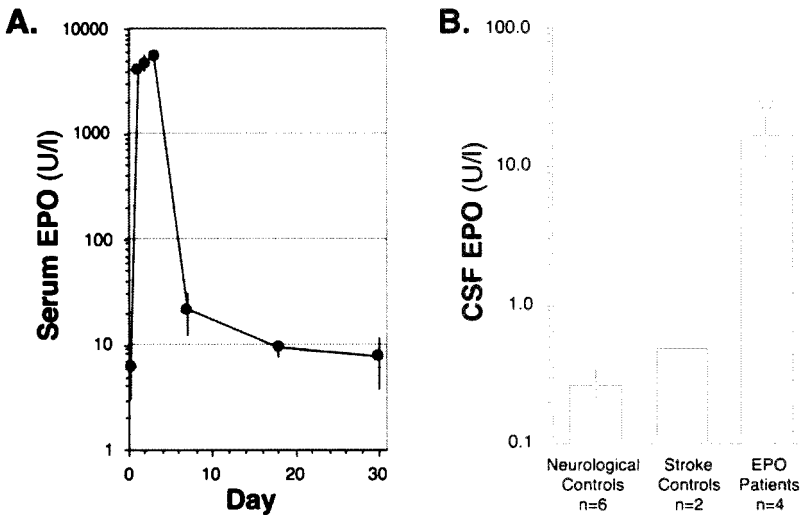 A.
10000
1000
100
10
1
Serum EPO (U/l)
0
10
20
30
Day
B.
100.0
10.0
1.0
0.1
CSF EPO (U/l)
Neurological
Controls
n=6
Stroke
Controls
n=2
EPO
Patients
n=4